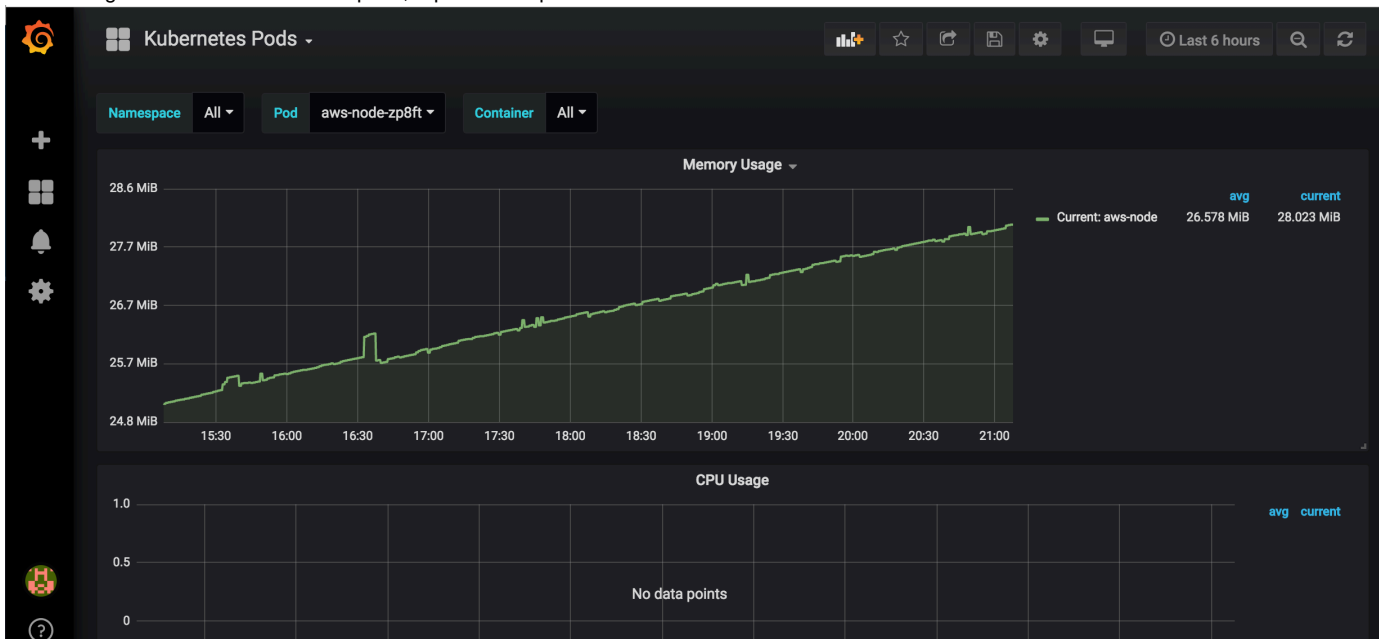 Kubernetes Pods
Last 6 hours
Namespace All Pod aws-node-zp8ft Container All
Memory Usage
28.6 MiB
27.7 MiB
26.7 MiB
25.7 MiB
24.8 MiB
15:30 16:00 16:30 17:00 17:30 18:00 18:30 19:00 19:30 20:00 20:30 21:00
avg current
Current: aws-node 26.578 MiB 28.023 MiB
CPU Usage
1.0
0.5
0
avg current
No data points
?